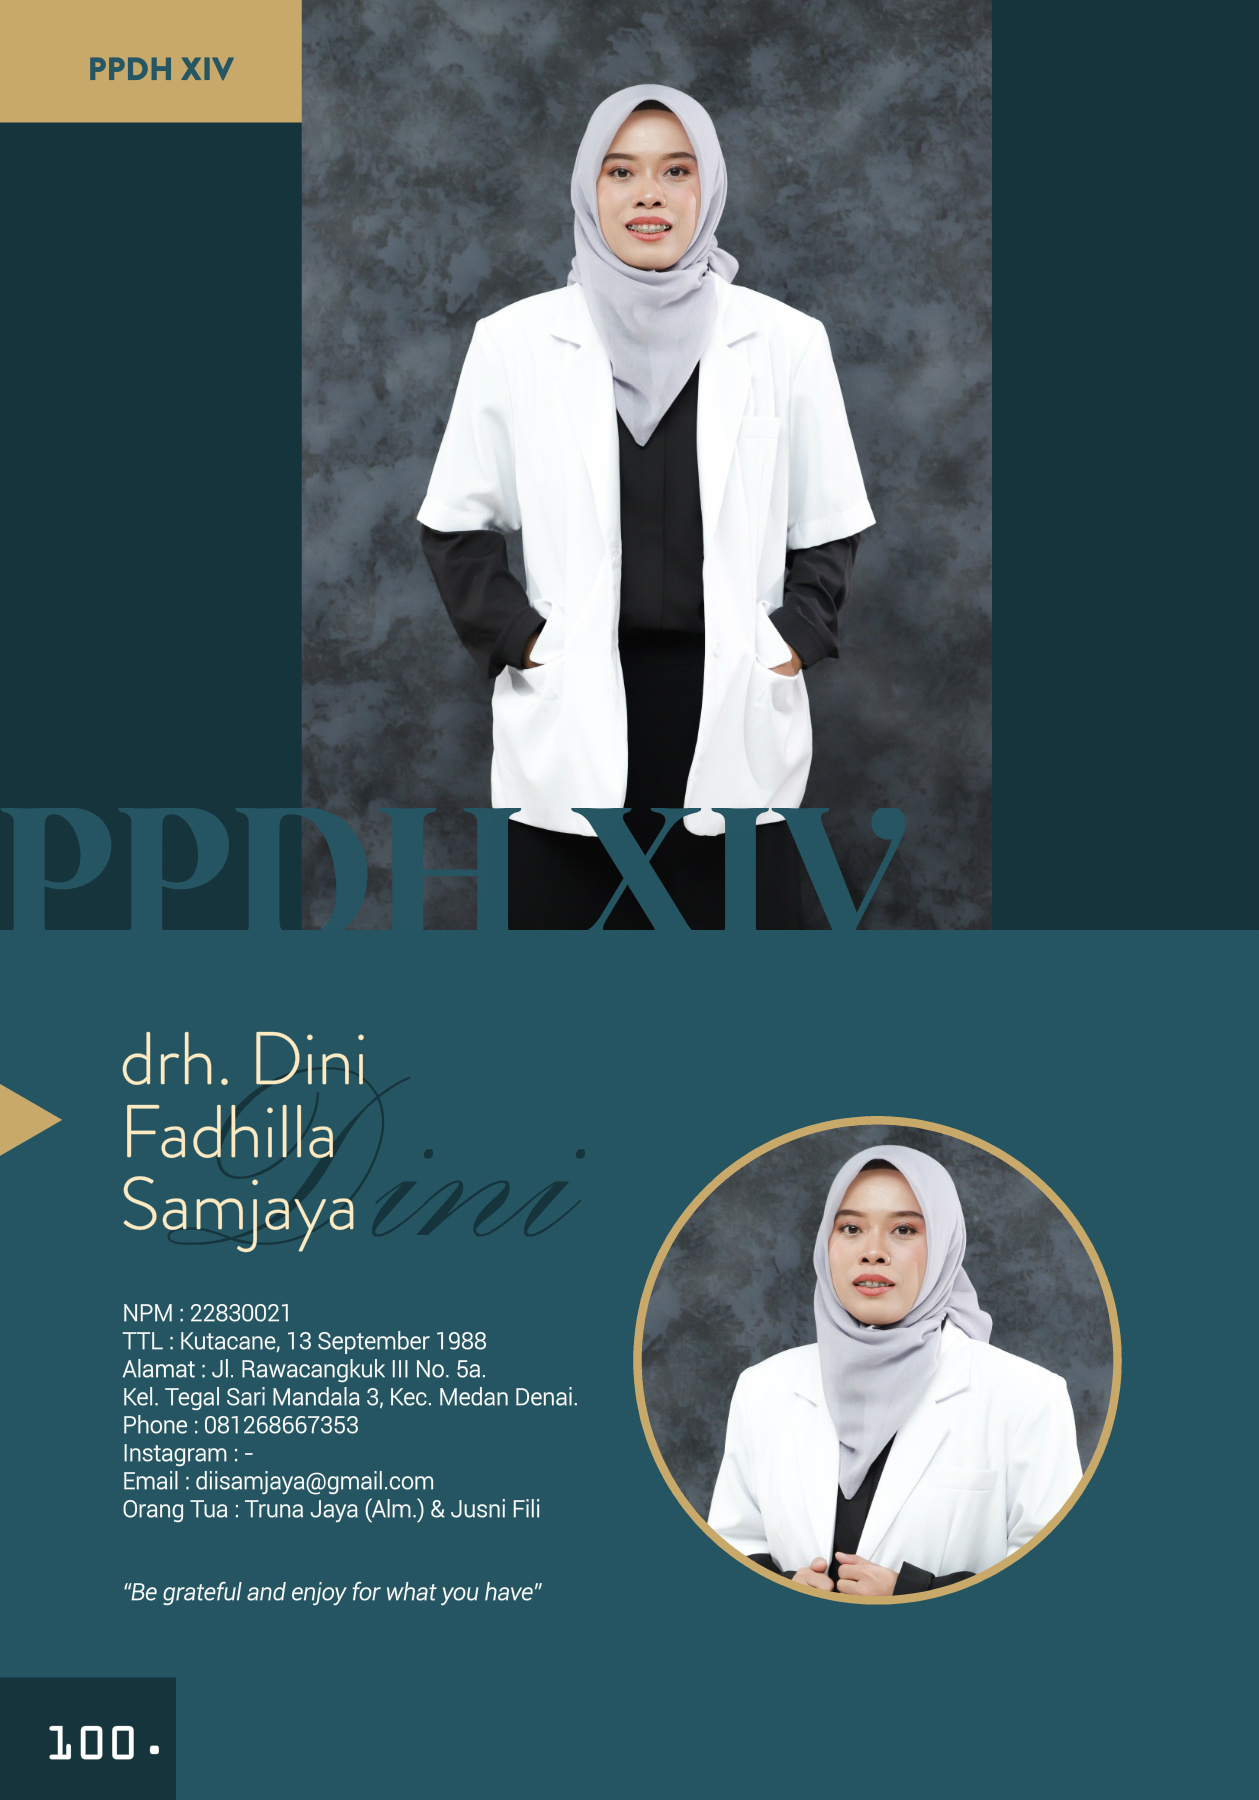 PPDH XIV
PPDH XIV
drh. Dini
Fadhilla
Samjaya
Dini
NPM : 22830021
TTL : Kutacane, 13 September 1988
Alamat : Jl. Rawacangkuk III No. 5a.
Kel. Tegal Sari Mandala 3, Kec. Medan Denai.
Phone : 081268667353
Instagram : -
Email : diisamjaya@gmail.com
Orang Tua : Truna Jaya (Alm.) & Jusni Fili
“Be grateful and enjoy for what you have”
100.